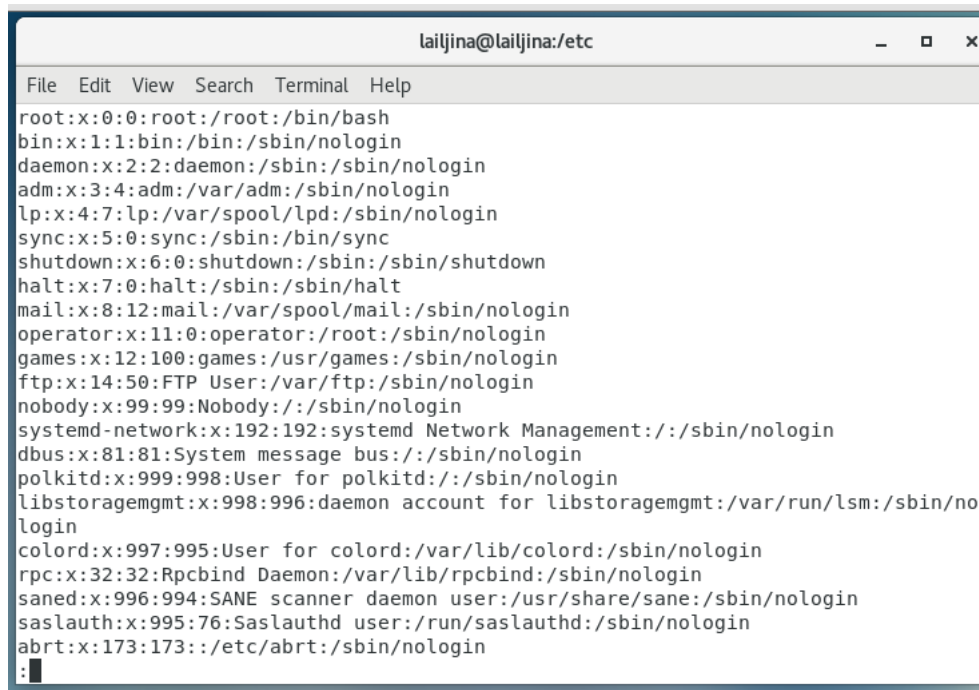 lailjina@lailjina:/etc
File Edit View Search Terminal Help
root:x:0:0:root:/root:/bin/bash
bin:x:1:1:bin:/bin:/sbin/nologin
daemon:x:2:2:daemon:/sbin:/sbin/nologin
adm:x:3:4:adm:/var/adm:/sbin/nologin
lp:x:4:7:lp:/var/spool/lpd:/sbin/nologin
sync:x:5:0:sync:/sbin:/bin/sync
shutdown:x:6:0:shutdown:/sbin:/sbin/shutdown
halt:x:7:0:halt:/sbin:/sbin/halt
mail:x:8:12:mail:/var/spool/mail:/sbin/nologin
operator:x:11:0:operator:/root:/sbin/nologin
games:x:12:100:games:/usr/games:/sbin/nologin
ftp:x:14:50:FTP User:/var/ftp:/sbin/nologin
nobody:x:99:99:Nobody:/:/sbin/nologin
systemd-network:x:192:192:systemd Network Management:/:/sbin/nologin
dbus:x:81:81:System message bus:/:/sbin/nologin
polkitd:x:999:998:User for polkitd:/:/sbin/nologin
libstoragemgmt:x:998:996:daemon account for libstoragemgmt:/var/run/lsm:/sbin/no
login
colord:x:997:995:User for colord:/var/lib/colord:/sbin/nologin
rpc:x:32:32:Rpcbind Daemon:/var/lib/rpcbind:/sbin/nologin
saned:x:996:994:SANE scanner daemon user:/usr/share/sane:/sbin/nologin
saslauth:x:995:76:Saslauthd user:/run/saslauthd:/sbin/nologin
abrt:x:173:173::/etc/abrt:/sbin/nologin
: